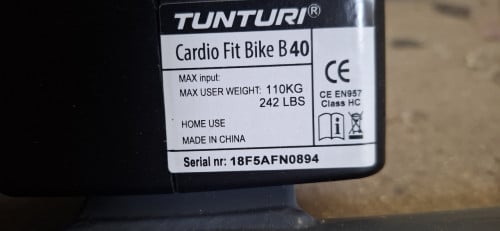 TUNTURI®
Cardio Fit Bike B40
MAX input:
MAX USER WEIGHT: 110KG
242 LBS
HOME USE
MADE IN CHINA
CE
CE EN957
Class HC
Serial nr: 18F5AFN0894